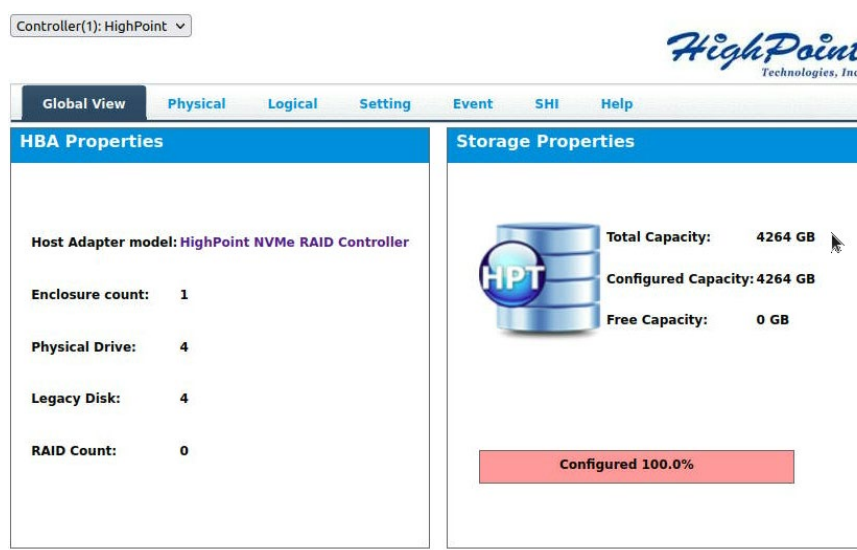 Controller(1): HighPoint
HighPoint
Technologies, Inc
Global View Physical Logical Setting Event SHI Help
HBA Properties
Host Adapter model: HighPoint NVMe RAID Controller
Enclosure count: 1
Physical Drive: 4
Legacy Disk: 4
RAID Count: 0
Storage Properties
HPT
Total Capacity: 4264 GB
Configured Capacity: 4264 GB
Free Capacity: 0 GB
Configured 100.0%